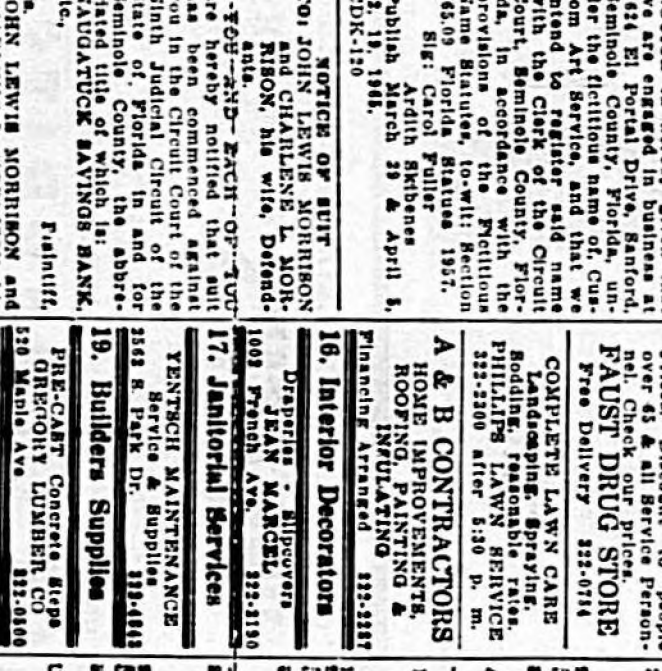 we are engaged in business at
1624 El Portal Drive, Sanford,
Seminole County, Florida, un-
der the fictitious name of, Cus-
tom Art Service, and that we
intend to register said name
with the Clerk of the Circuit
Court, Seminole County, Flor-
ida, in accordance with the
provisions of the Fictitious
Name Statutes, to-wit: Section
865.09 Florida Statues 1957.
Sig: Carol Fuller
Ardith Skibenes
Publish March 29 & April 5,
12, 19, 1965.
CDK-120
NOTICE OF SUIT
TO: JOHN LEWIS MORRISON
and CHARLENE L. MOR-
RISON, his wife, Defend-
ants.
YOU AND EACH OF YOU
are hereby notified that suit
has been commenced against
you in the Circuit Court of the
Ninth Judicial Circuit of the
State of Florida in and for
Seminole County, the abbre-
viated title of which is:
NAUGATUCK SAVINGS BANK,
etc.,
Plaintiff,
JOHN LEWIS MORRISON and
over 65 & all Service Person-
nel. Check our prices.
FAUST DRUG STORE
Free Delivery 322-0784
COMPLETE LAWN CARE
Landscaping, Spraying,
Sodding, reasonable rates.
PHILLIPS LAWN SERVICE
322-2200 after 5:30 p. m.
A & B CONTRACTORS
HOME IMPROVEMENTS,
ROOFING, PAINTING &
INSULATING
Financing Arranged 322-2287
16. Interior Decorators
Draperies - Slipcovers
JEAN MARCEL
1002 French Ave. 322-2190
17. Janitorial Services
YENTSCH MAINTENANCE
Service & Supplies
2562 S. Park Dr.
19. Builders Supplies
PRE-CAST Concrete Steps
GREGORY LUMBER CO
520 Maple Ave 322-0500